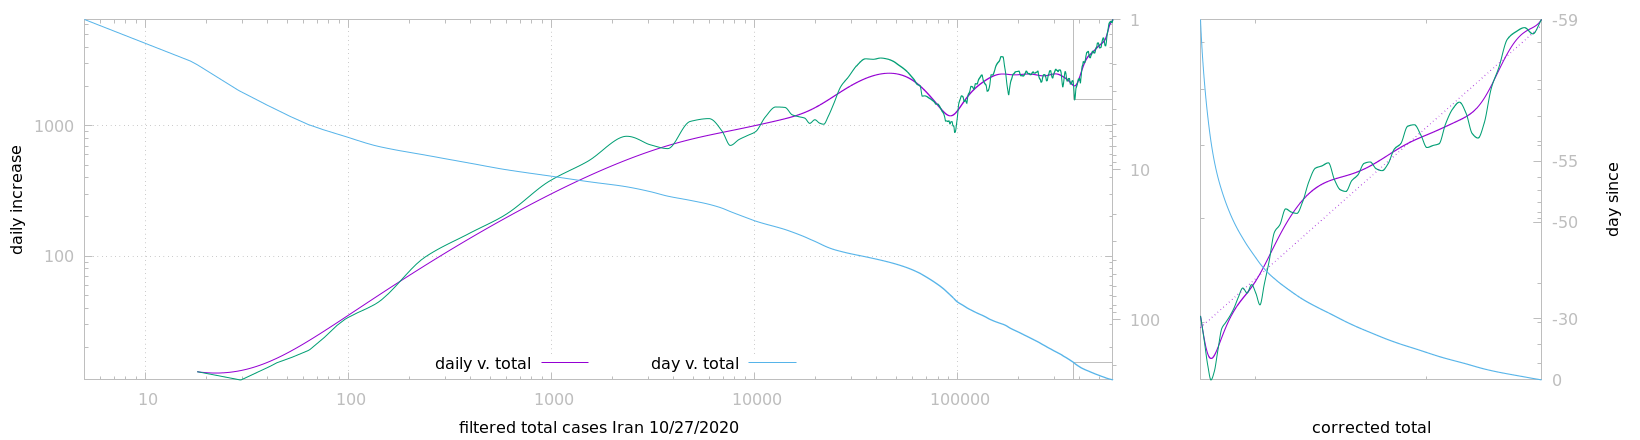 daily increase
1000
100
10
100
1000
10000
100000
1
10
100
daily v. total
day v. total
filtered total cases Iran 10/27/2020
-59
-55
-50
-30
0
day since
corrected total